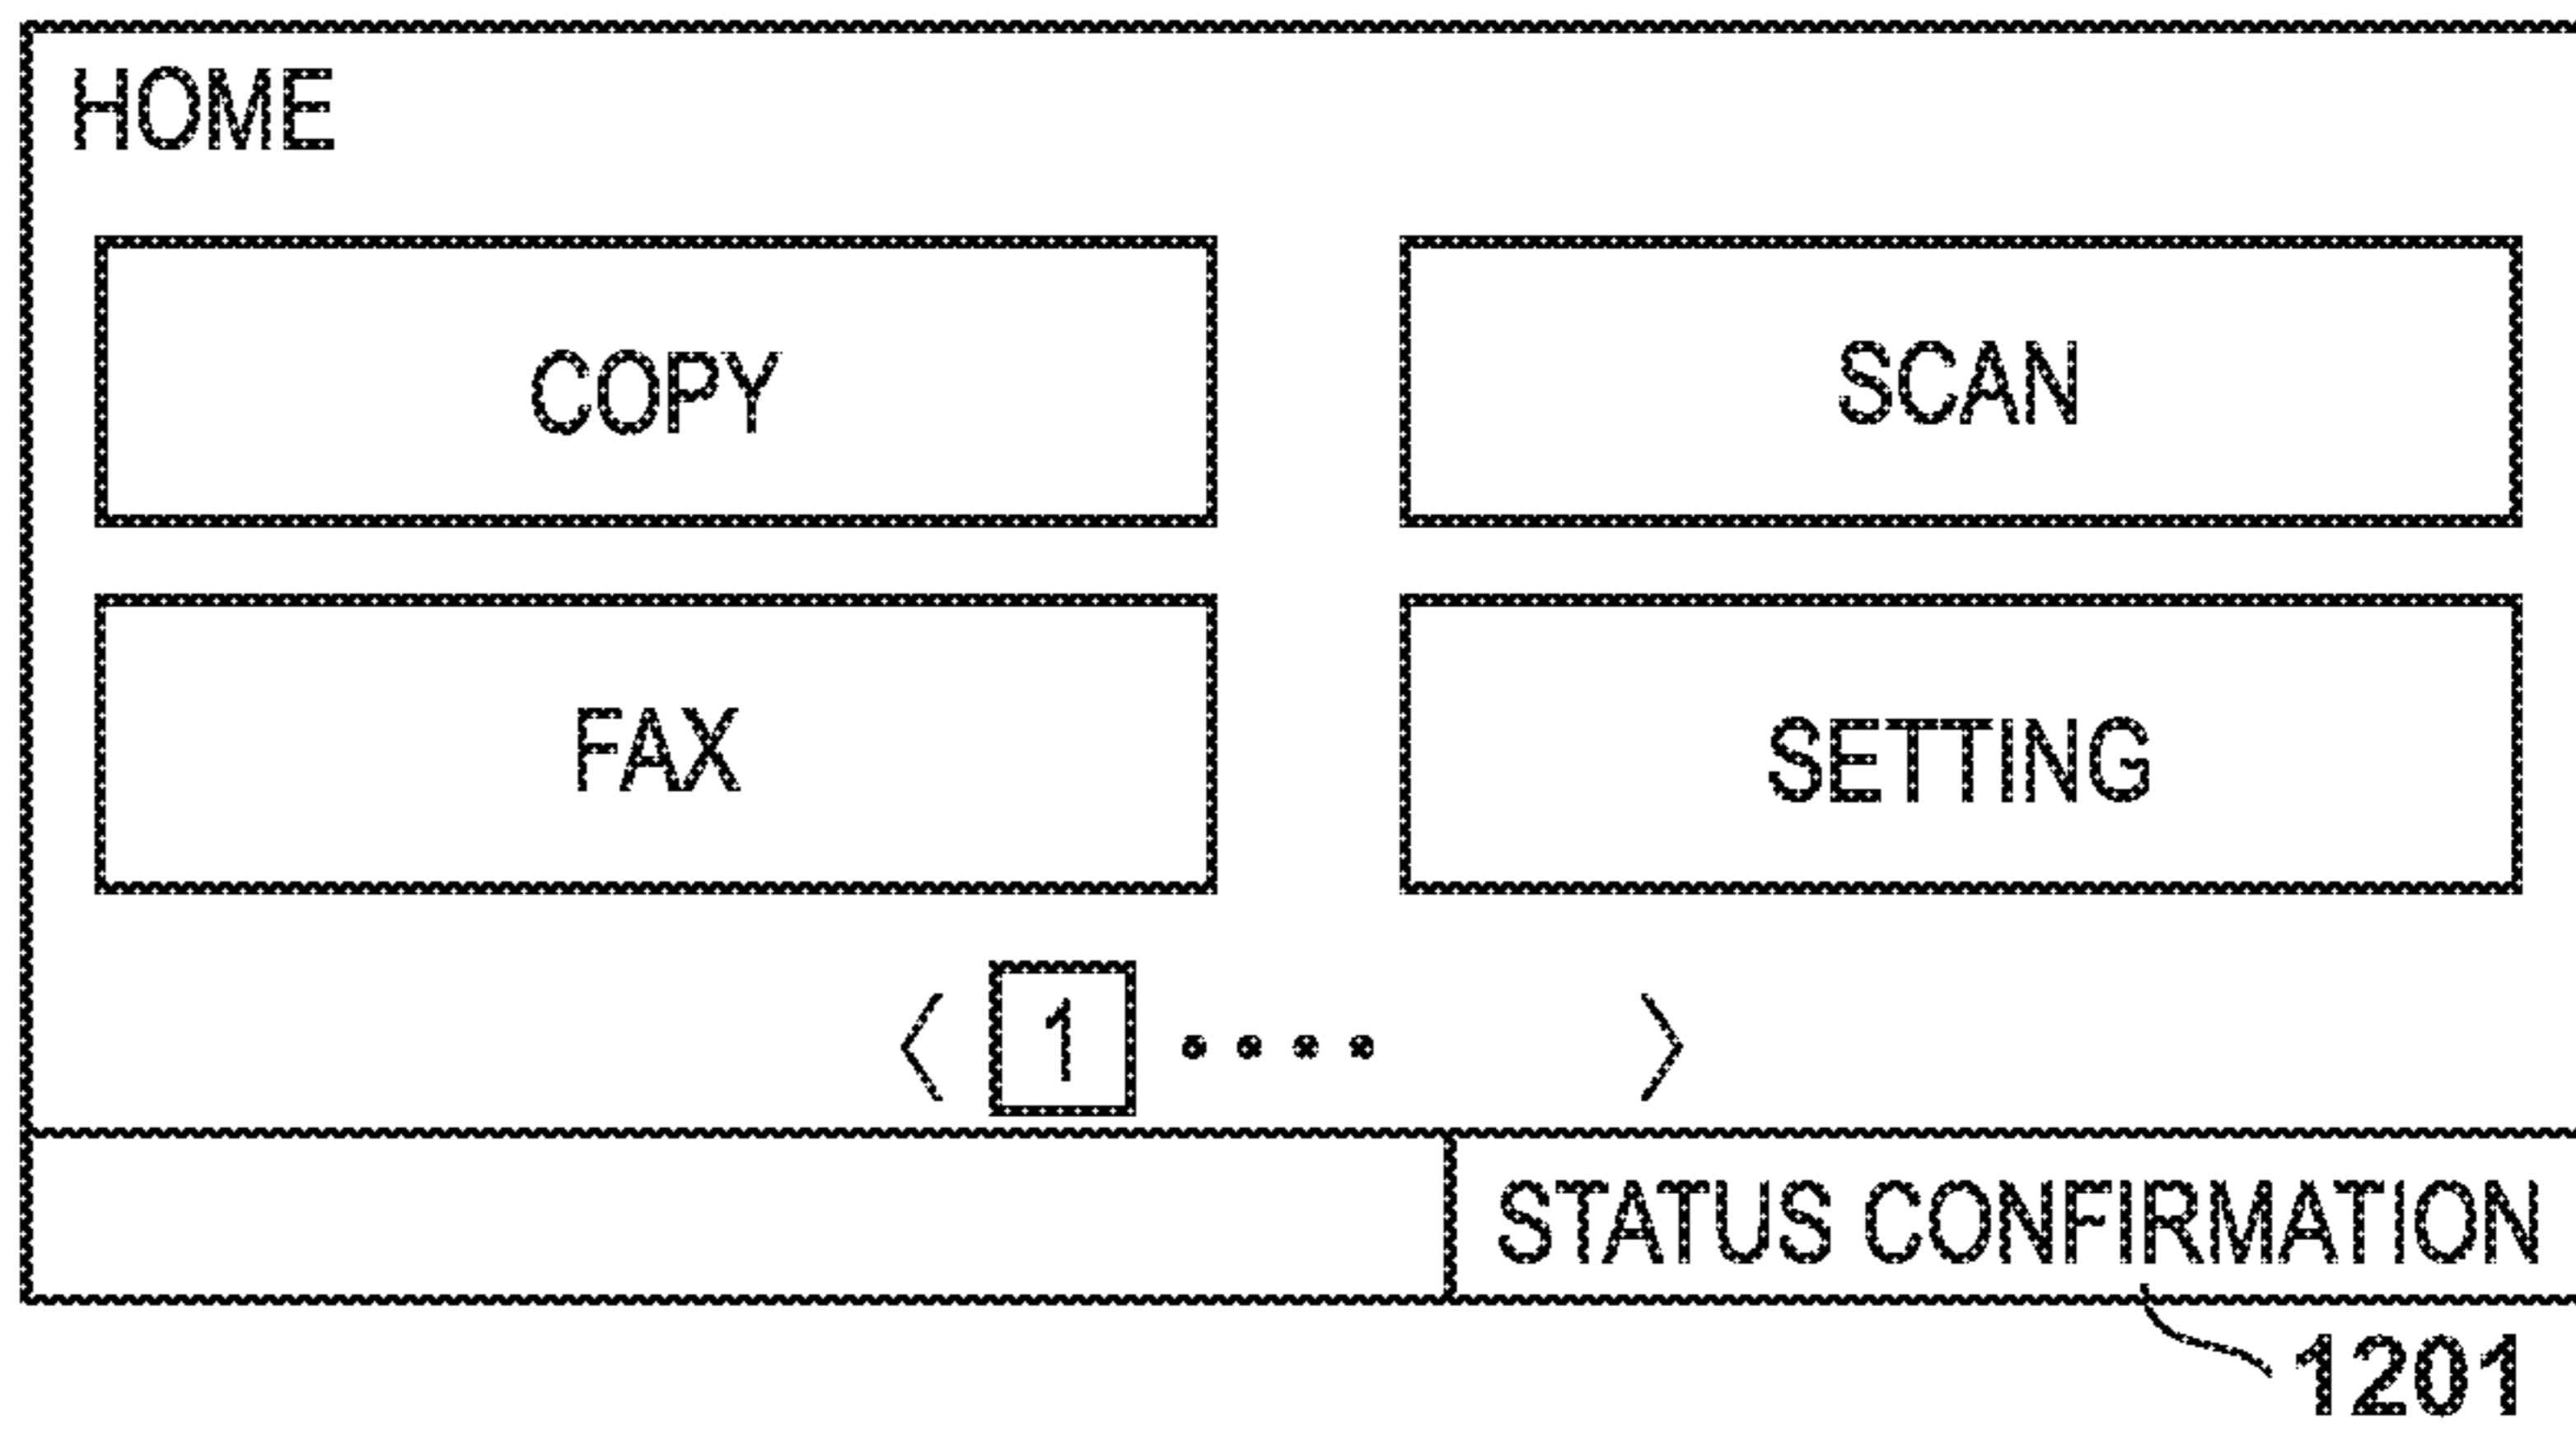 HOME
COPY
SCAN
FAX
SETTING
< 1 •••• >
STATUS CONFIRMATION
1201